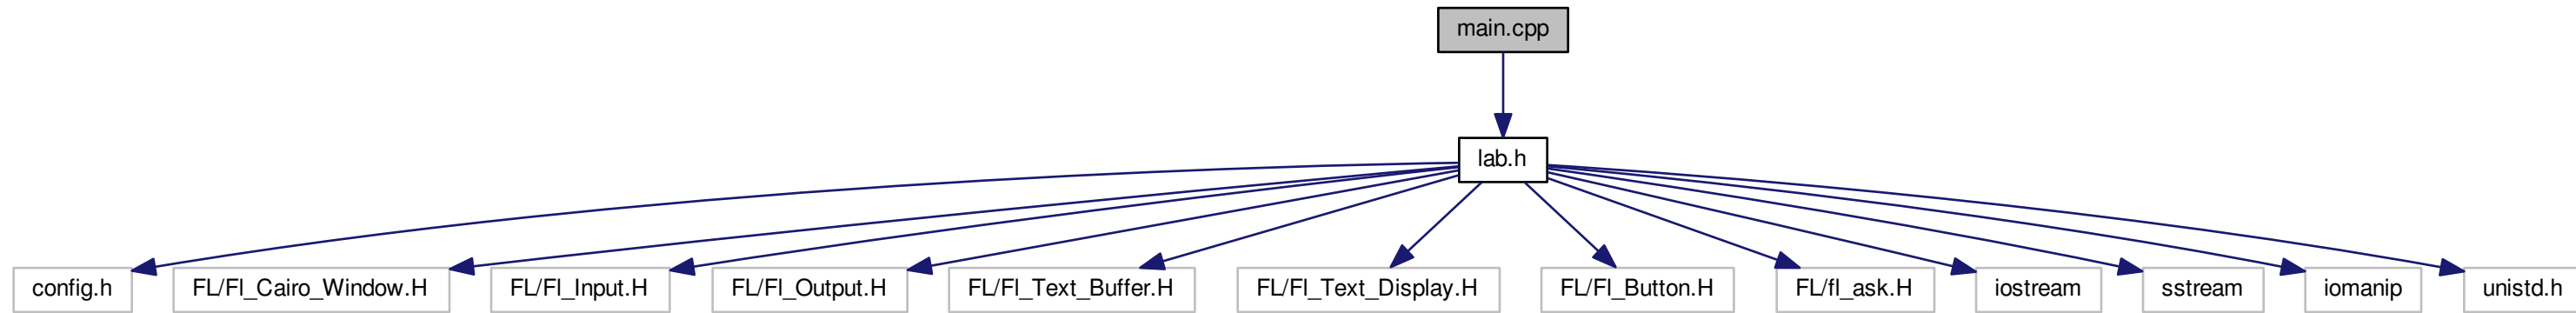 main.cpp
lab.h
config.h
FL/Fl_Cairo_Window.H
FL/Fl_Input.H
FL/Fl_Output.H
FL/Fl_Text_Buffer.H
FL/Fl_Text_Display.H
FL/Fl_Button.H
FL/fl_ask.H
iostream
sstream
iomanip
unistd.h